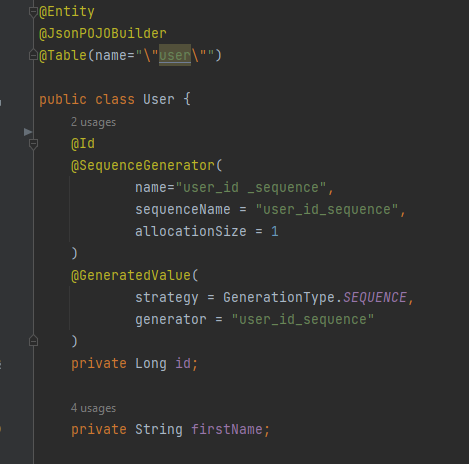 @Entity
@JsonPOJOBuilder
@Table(name="\"user\"")
public class User {
2 usages
@Id
@SequenceGenerator(
name="user_id _sequence",
sequenceName = "user_id_sequence",
allocationSize = 1
)
@GeneratedValue(
strategy = GenerationType.SEQUENCE,
generator = "user_id_sequence"
)
private Long id;
4 usages
private String firstName;